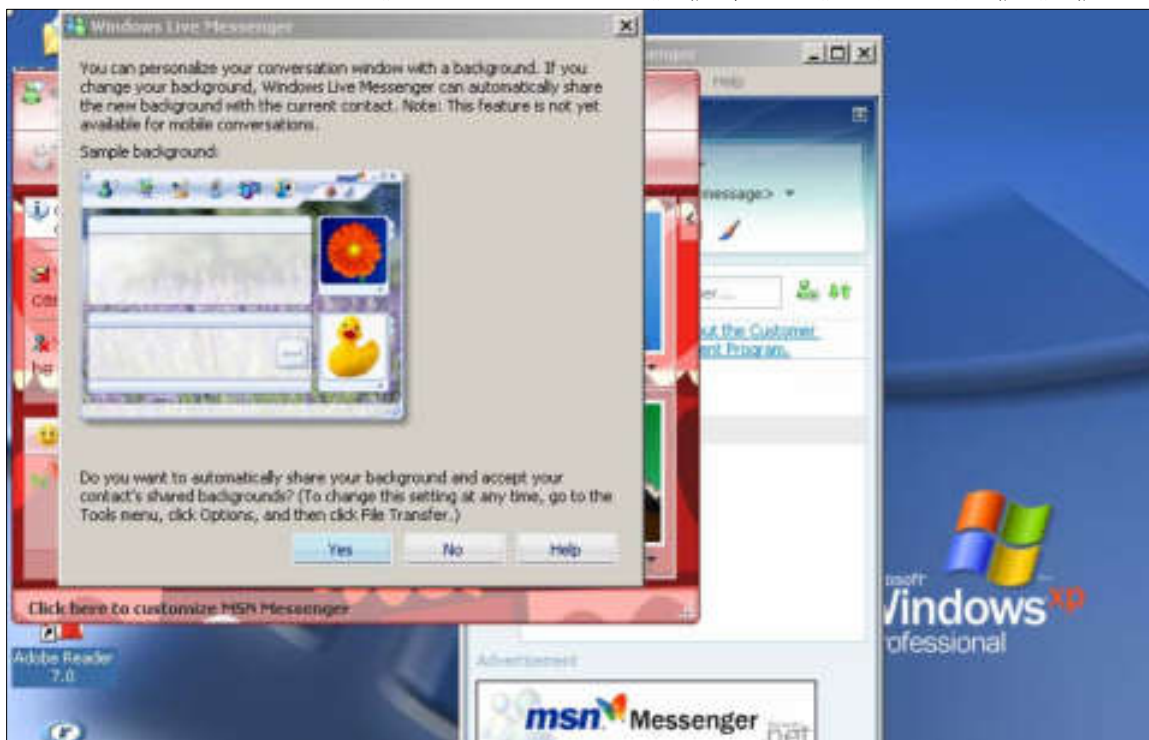 Windows Live Messenger
You can personalize your conversation window with a background. If you
change your background, Windows Live Messenger can automatically share
the new background with the current contact. Note: This feature is not yet
available for mobile conversations.
Sample background:
Do you want to automatically share your background and accept your
contact's shared backgrounds? (To change this setting at any time, go to the
Tools menu, click Options, and then click File Transfer.)
Yes No Help
Help
message>
out the Customer
ent Program.
Click here to customize MSN Messenger
Adobe Reader
7.0
Advertisement
msn Messenger
net
osoft
Windows xp
ofessional